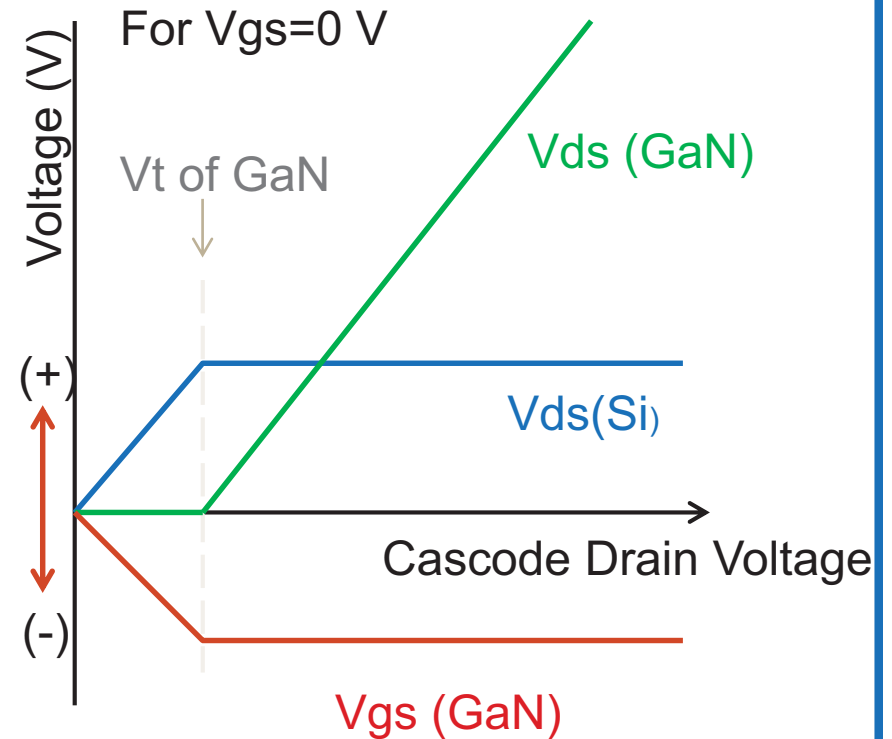 For Vgs=0 V
Voltage (V)
Vds (GaN)
Vt of GaN
(+)
Vds(Si)
Cascode Drain Voltage
(-)
Vgs (GaN)